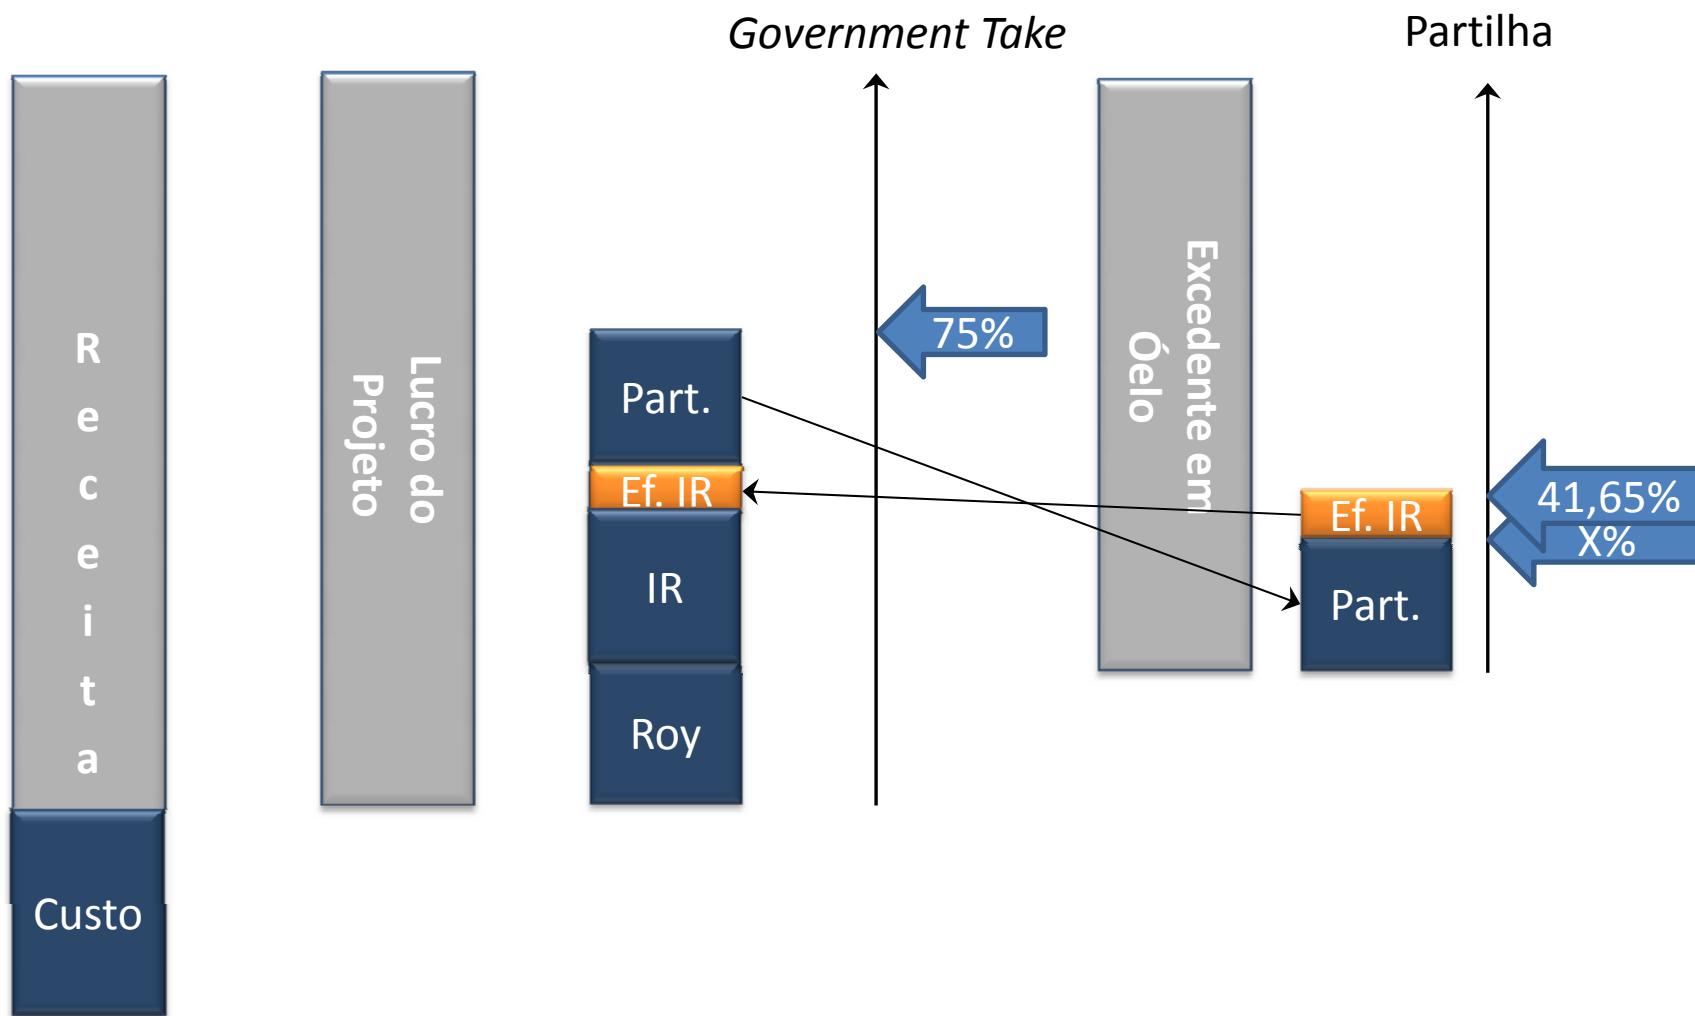 Government Take
Partilha
Receita
Custo
Lucro do
Projeto
Part.
Ef. IR
IR
Roy
75%
Excedente em
Óelo
Ef. IR
Part.
41,65%
X%